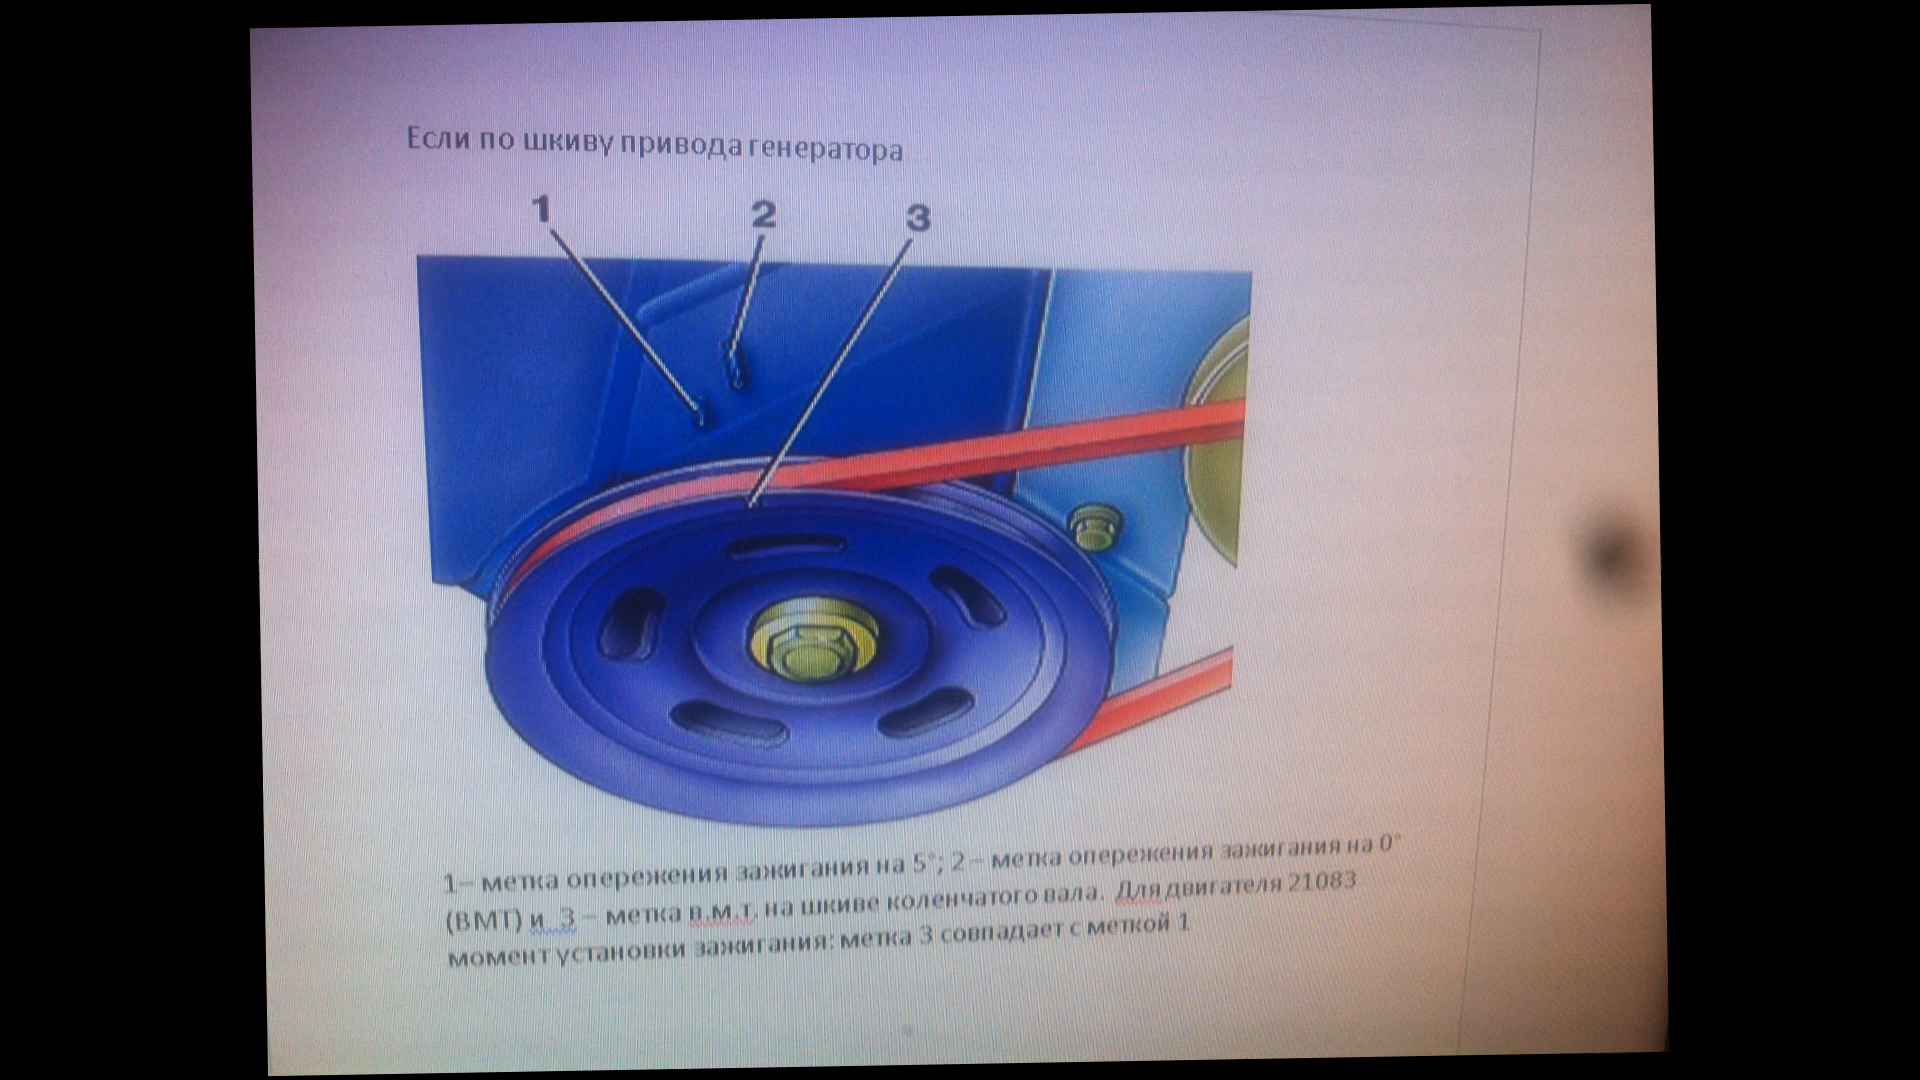 Если по шкиву привода генератора
1 2 3
1 – метка опережения зажигания на 5°; 2 – метка опережения зажигания на 0°
(ВМТ) и 3 – метка в.м.т. на шкиве коленчатого вала. Для двигателя 21083
момент установки зажигания: метка 3 совпадает с меткой 1